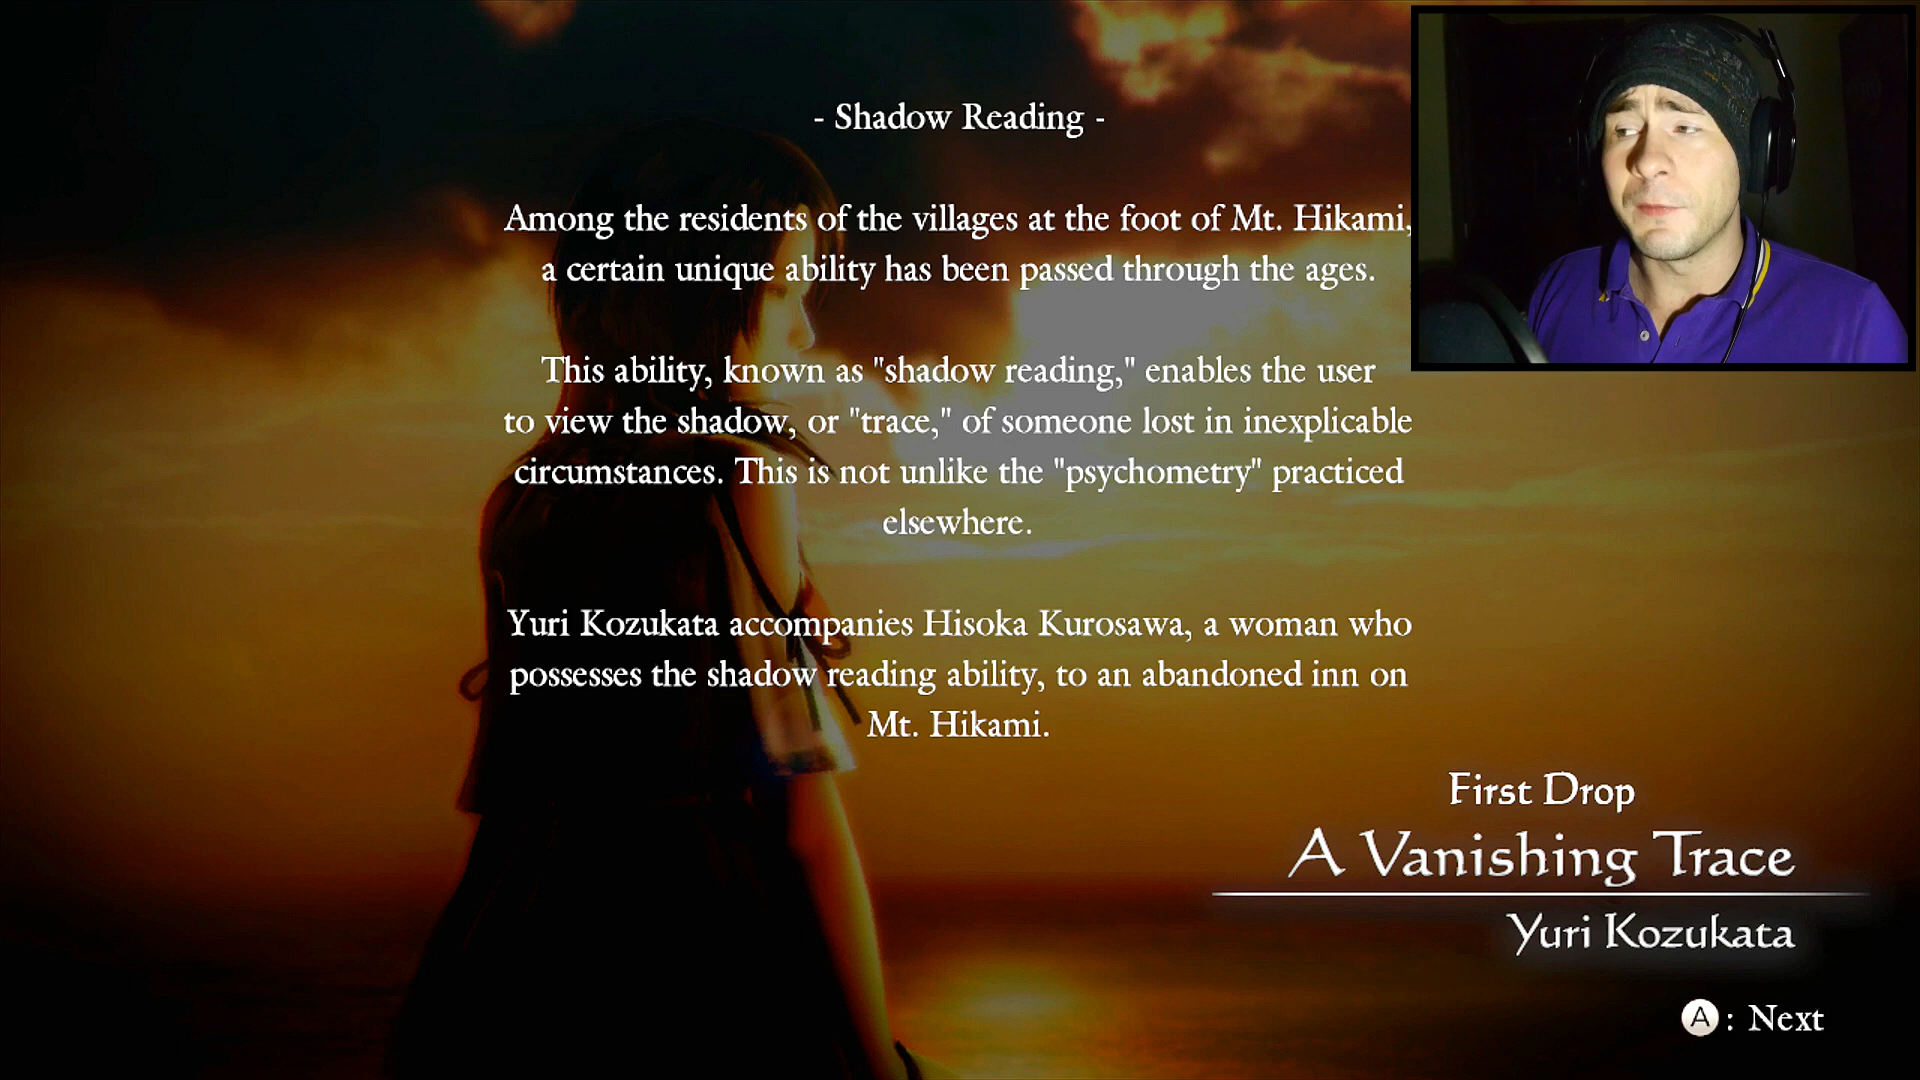 - Shadow Reading -
Among the residents of the villages at the foot of Mt. Hikami,
a certain unique ability has been passed through the ages.
This ability, known as "shadow reading," enables the user
to view the shadow, or "trace," of someone lost in inexplicable
circumstances. This is not unlike the "psychometry" practiced
elsewhere.
Yuri Kozukata accompanies Hisoka Kurosawa, a woman who
possesses the shadow reading ability, to an abandoned inn on
Mt. Hikami.
First Drop
A Vanishing Trace
Yuri Kozukata
A : Next